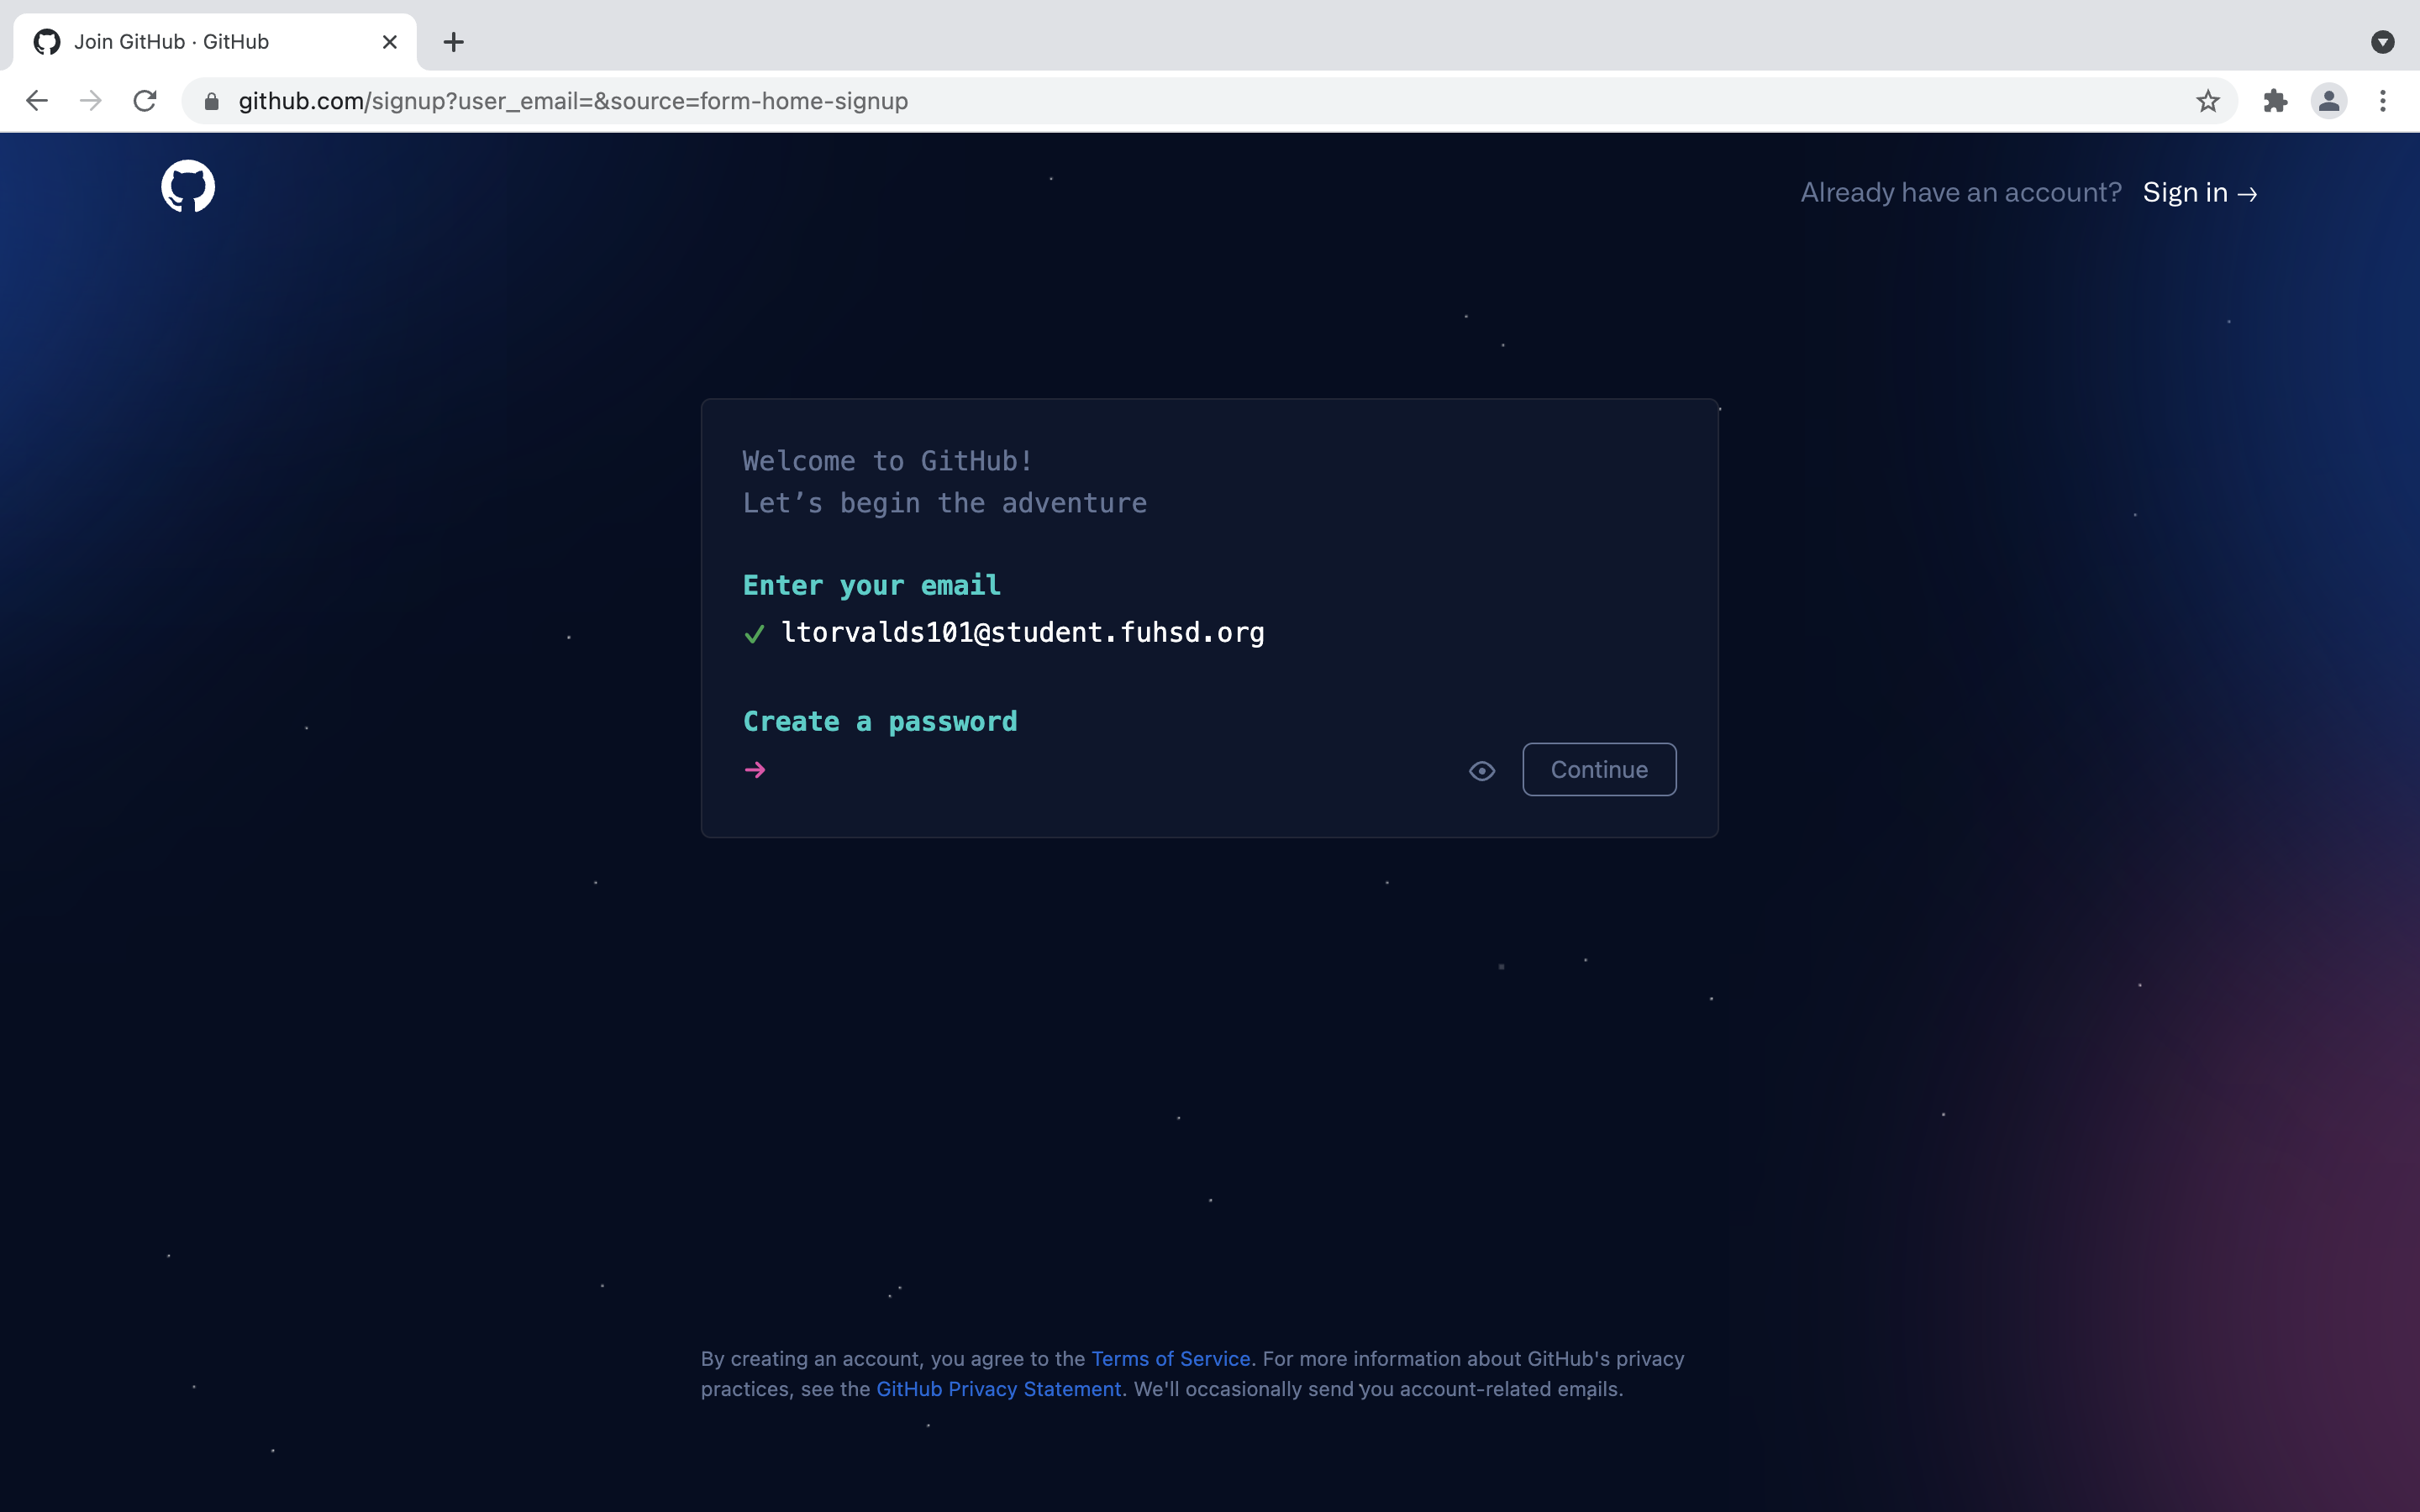 Join GitHub · GitHub
github.com/signup?user_email=&source=form-home-signup
Already have an account? Sign in →
Welcome to GitHub!
Let’s begin the adventure
Enter your email
✓ ltorvalds101@student.fuhsd.org
Create a password
→
Continue
By creating an account, you agree to the Terms of Service. For more information about GitHub's privacy
practices, see the GitHub Privacy Statement. We'll occasionally send you account-related emails.